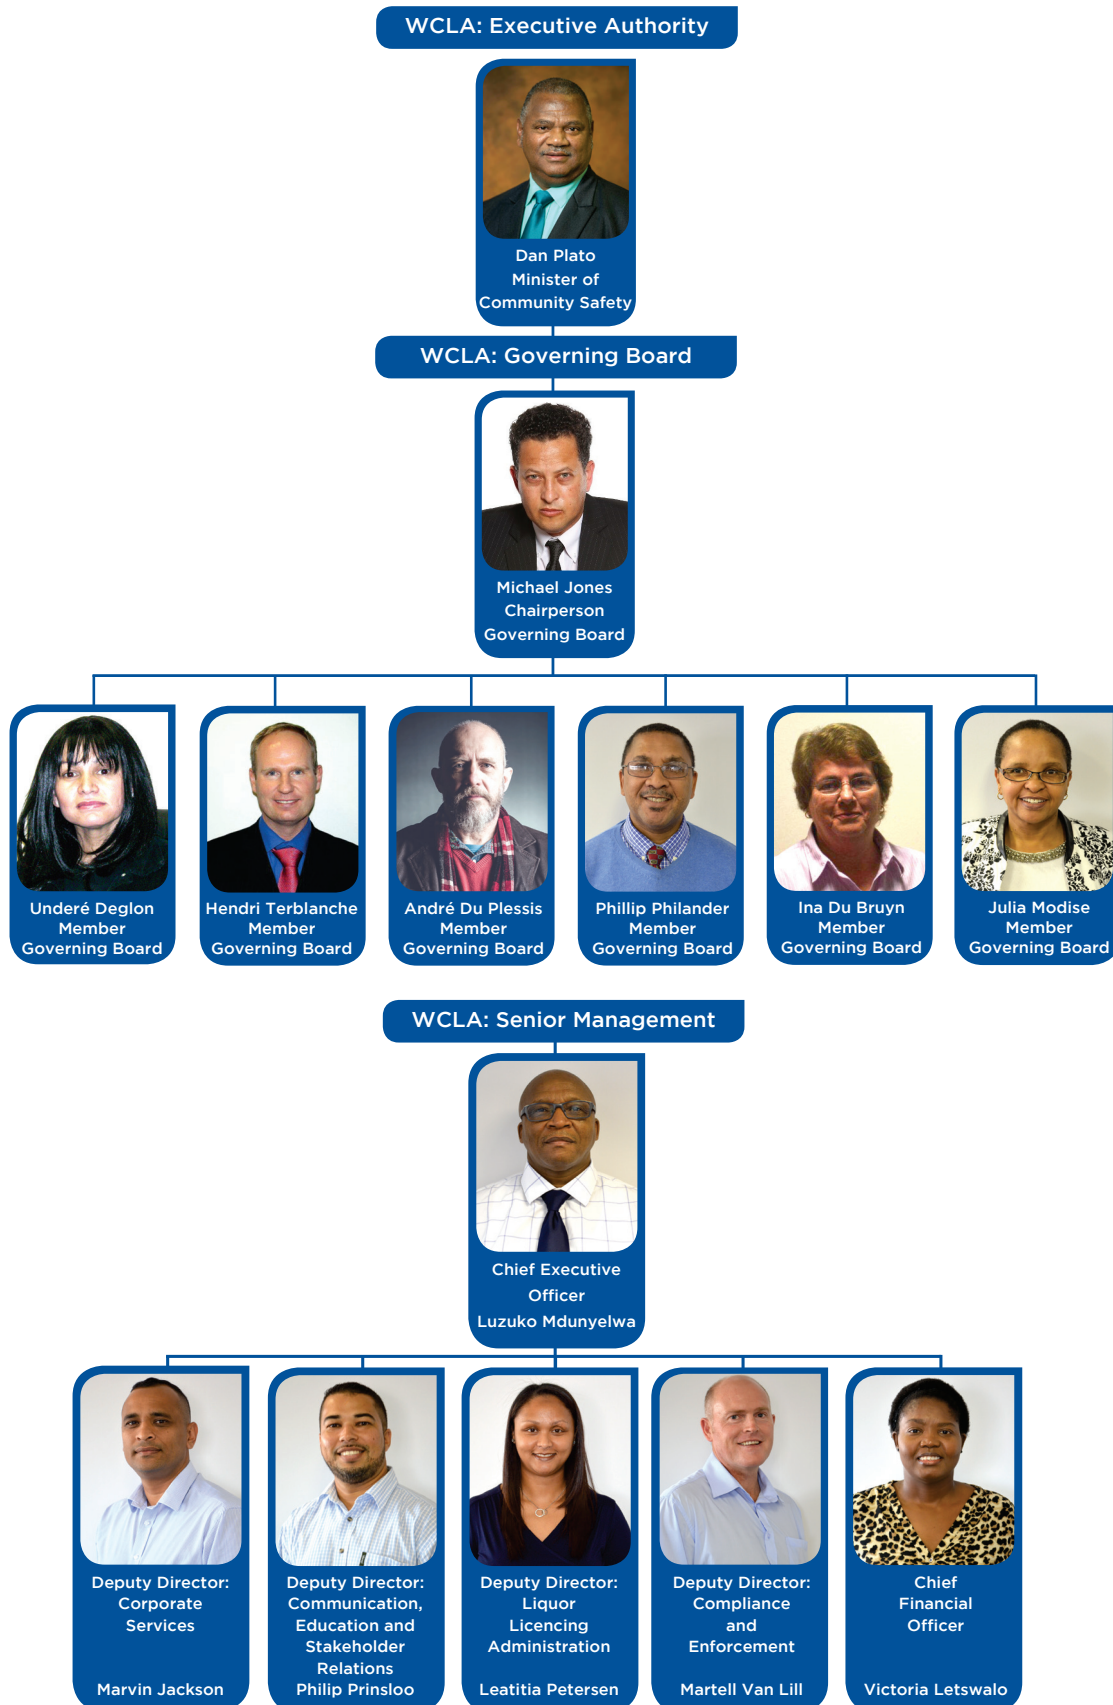 WCLA: Executive Authority
Dan Plato
Minister of
Community Safety
WCLA: Governing Board
Michael Jones
Chairperson
Governing Board
Underé Deglon
Member
Governing Board
Hendri Terblanche
Member
Governing Board
André Du Plessis
Member
Governing Board
Phillip Philander
Member
Governing Board
Ina Du Bruyn
Member
Governing Board
Julia Modise
Member
Governing Board
WCLA: Senior Management
Chief Executive
Officer
Luzuko Mdunyelwa
Deputy Director:
Corporate
Services
Marvin Jackson
Deputy Director:
Communication,
Education and
Stakeholder
Relations
Philip Prinsloo
Deputy Director:
Liquor
Licencing
Administration
Leatitia Petersen
Deputy Director:
Compliance
and
Enforcement
Martell Van Lill
Chief
Financial
Officer
Victoria Letswalo